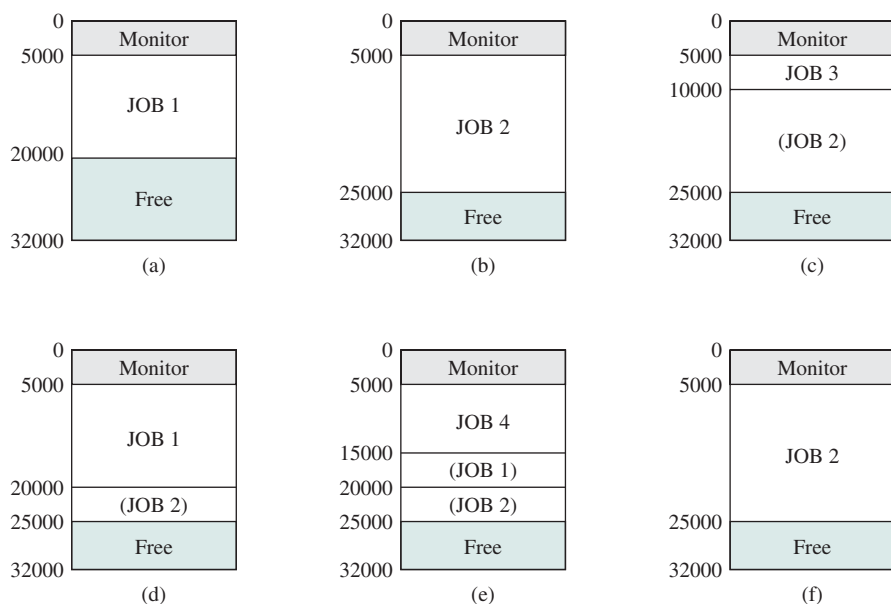 0
Monitor
5000
JOB 1
20000
Free
32000
(a)
0
Monitor
5000
JOB 2
25000
Free
32000
(b)
0
Monitor
5000
JOB 3
10000
(JOB 2)
25000
Free
32000
(c)
0
Monitor
5000
JOB 1
20000
(JOB 2)
25000
Free
32000
(d)
0
Monitor
5000
JOB 4
15000
(JOB 1)
20000
(JOB 2)
25000
Free
32000
(e)
0
Monitor
5000
JOB 2
25000
Free
32000
(f)